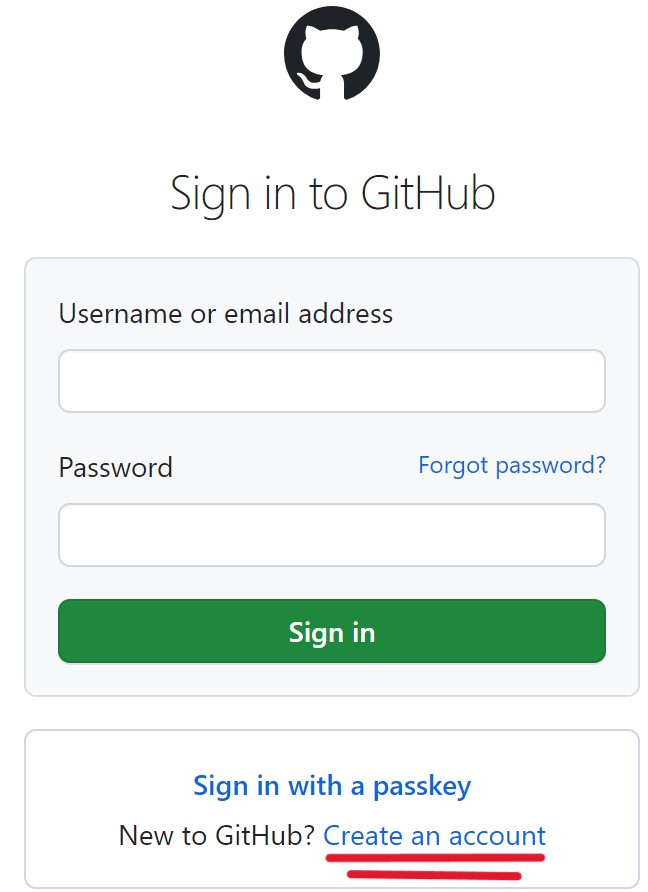 Sign in to GitHub
Username or email address
Password Forgot password?
Sign in
Sign in with a passkey
New to GitHub? Create an account